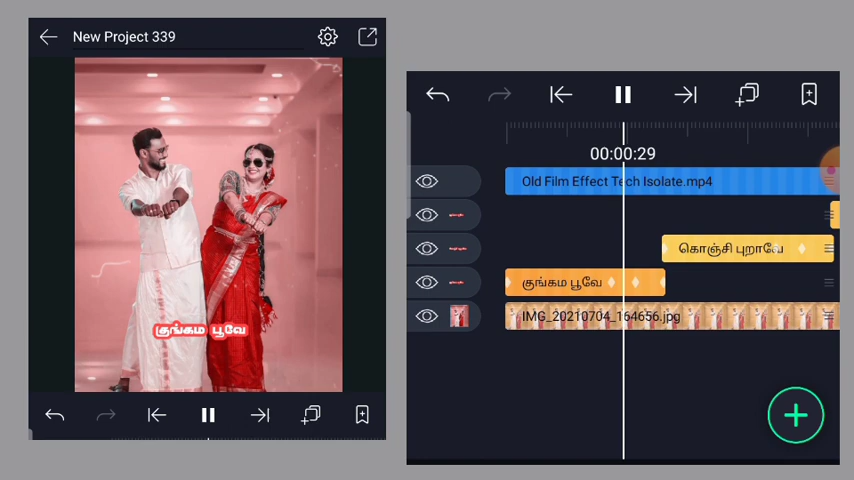 New Project 339
குங்கம பூவே
00:00:29
Old Film Effect Tech Isolate.mp4
கொஞ்சி புறாவே
குங்கம பூவே
IMG_20210704_164656.jpg